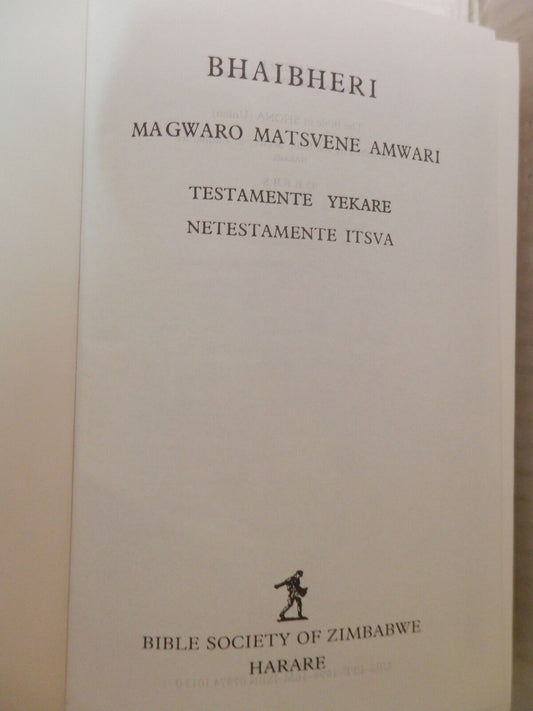 BHAIBHERI
MAGWARO MATSVENE AMWARI
TESTAMENTE YEKARE
NETESTAMENTE ITSVA
BIBLE SOCIETY OF ZIMBABWE
HARARE